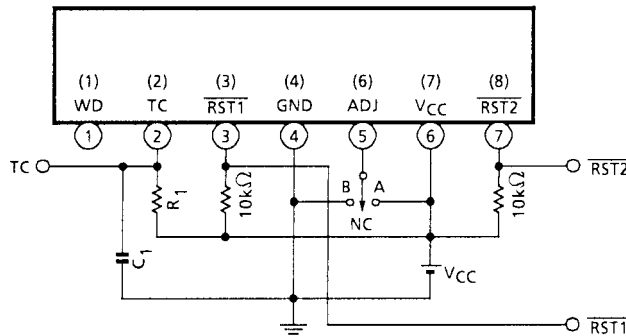 (1) (2) (3) (4) (6) (7) (8)
WD TC RST1 GND ADJ VCC RST2
1 2 3 4 5 6 7
TC
RST2
R1
10kΩ
B A
10kΩ
NC
C1
VCC
RST1